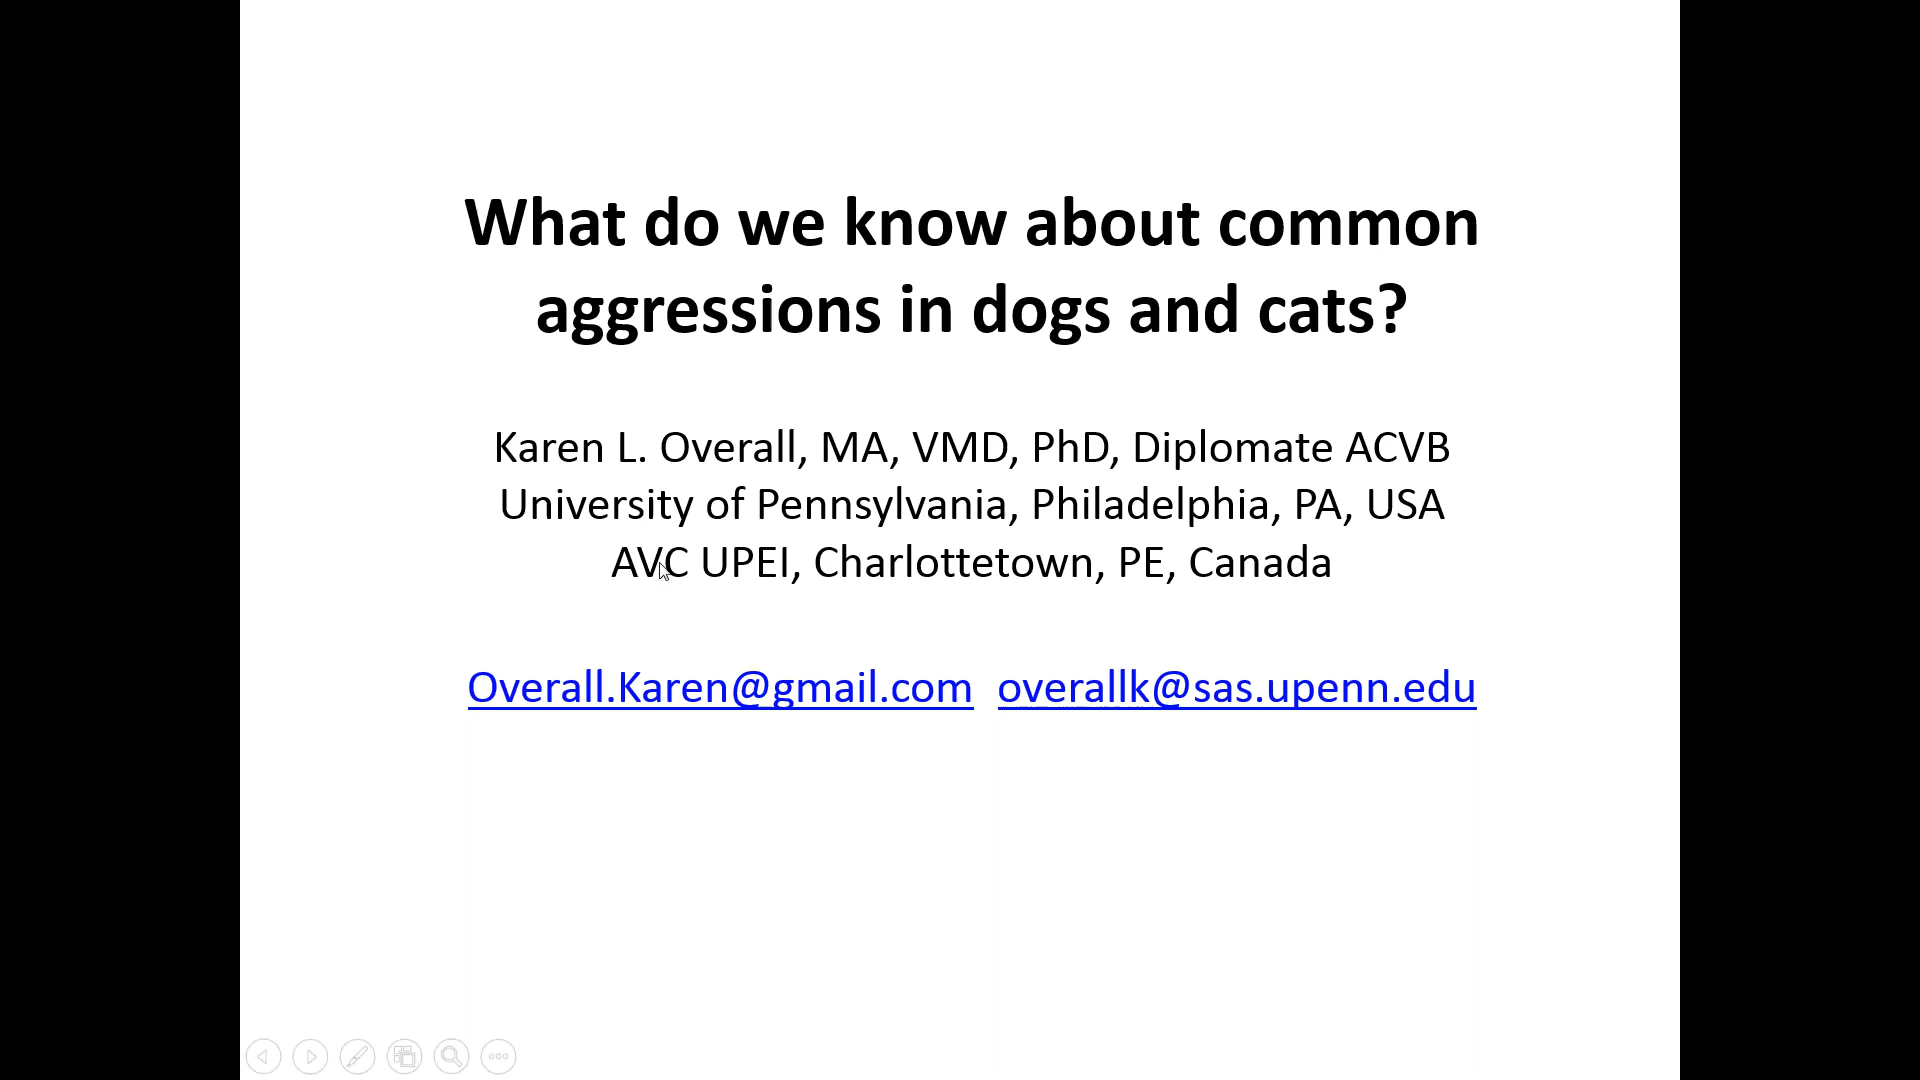 What do we know about common
aggressions in dogs and cats?
Karen L. Overall, MA, VMD, PhD, Diplomate ACVB
University of Pennsylvania, Philadelphia, PA, USA
AVC UPEI, Charlottetown, PE, Canada
Overall.Karen@gmail.com overallk@sas.upenn.edu